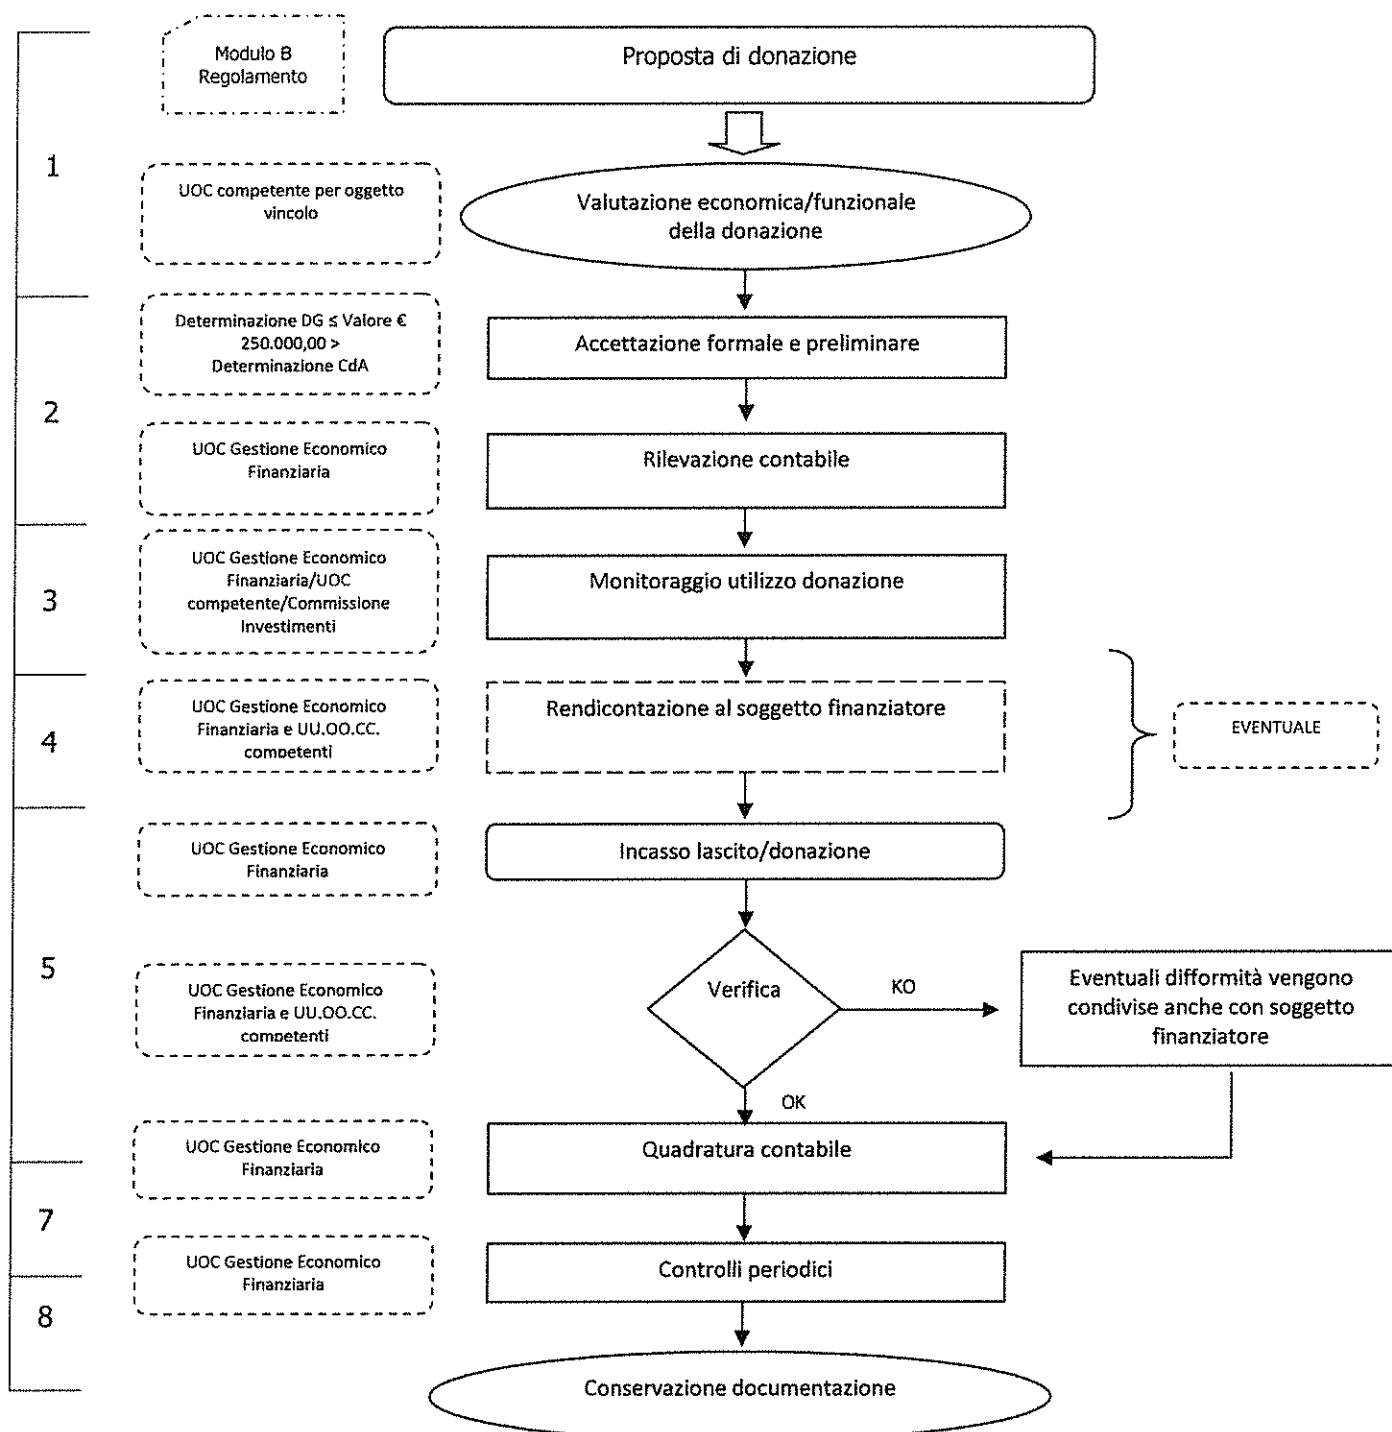 Modulo B
Regolamento
Proposta di donazione
1
UOC competente per oggetto
vincolo
Valutazione economica/funzionale
della donazione
Determinazione DG ≤ Valore €
250.000,00 >
Determinazione CdA
Accettazione formale e preliminare
2
UOC Gestione Economico
Finanziaria
Rilevazione contabile
3
UOC Gestione Economico
Finanziaria/UOC
competente/Commissione
Investimenti
Monitoraggio utilizzo donazione
4
UOC Gestione Economico
Finanziaria e UU.OO.CC.
competenti
Rendicontazione al soggetto finanziatore
EVENTUALE
UOC Gestione Economico
Finanziaria
Incasso lascito/donazione
5
UOC Gestione Economico
Finanziaria e UU.OO.CC.
competenti
Verifica
KO
Eventuali difformità vengono
condivise anche con soggetto
finanziatore
OK
UOC Gestione Economico
Finanziaria
Quadratura contabile
7
UOC Gestione Economico
Finanziaria
Controlli periodici
8
Conservazione documentazione